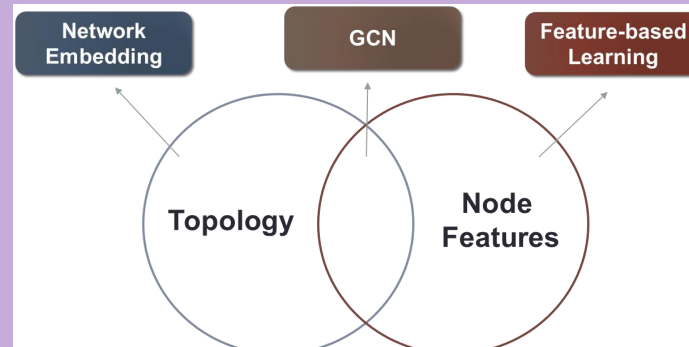 Network
Embedding
GCN
Feature-based
Learning
Topology
Node
Features